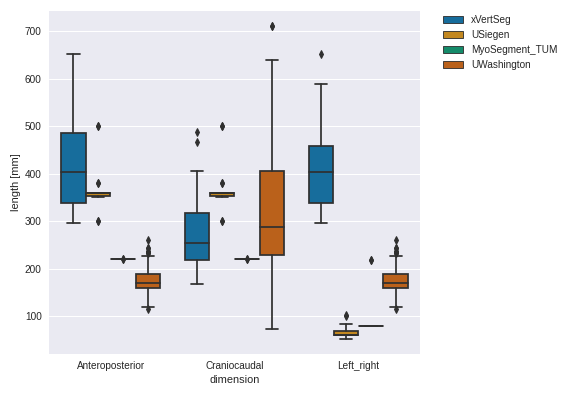 xVertSeg
USiegen
MyoSegment_TUM
UWashington
700
600
500
400
300
200
100
length [mm]
Anteroposterior Craniocaudal Left_right
dimension